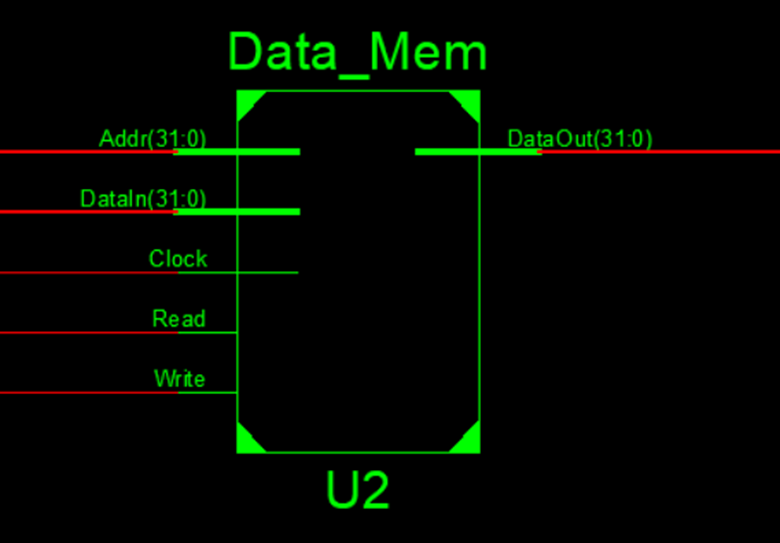 Data_Mem
Addr(31:0)
DataOut(31:0)
DataIn(31:0)
Clock
Read
Write
U2